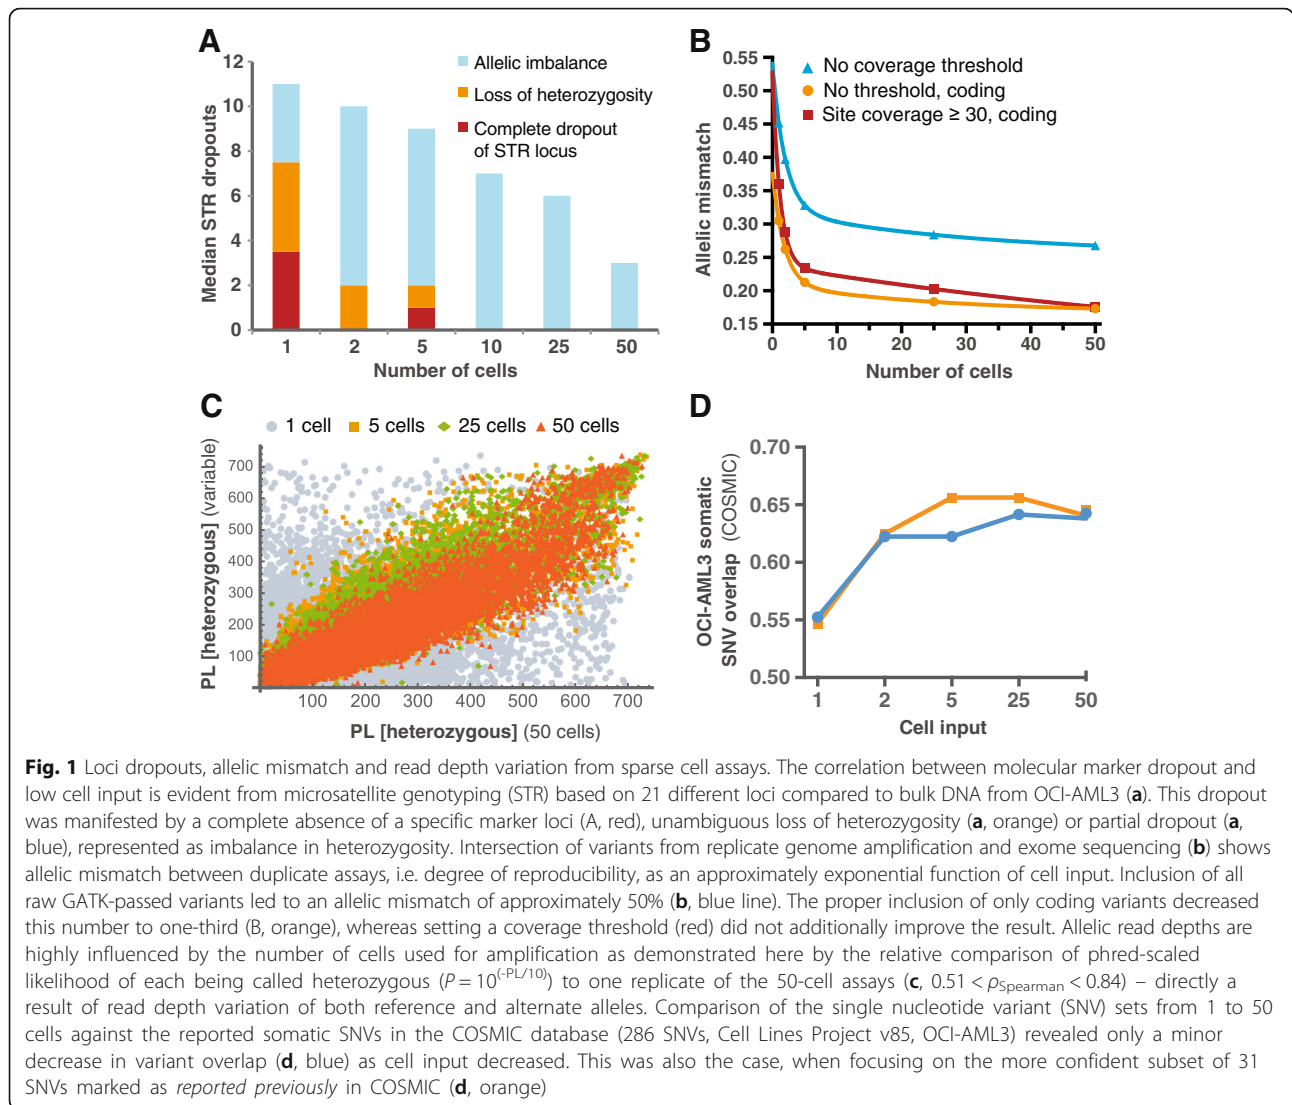 A
12
10
8
6
4
2
0
Median STR dropouts
Allelic imbalance
Loss of heterozygosity
Complete dropout
of STR locus
1 2 5 10 25 50
Number of cells
B
0.55
0.50
0.45
0.40
0.35
0.30
0.25
0.20
0.15
Allelic mismatch
No coverage threshold
No threshold, coding
Site coverage ≥ 30, coding
0 10 20 30 40 50
Number of cells
C
1 cell 5 cells 25 cells 50 cells
700
600
500
400
300
200
100
PL [heterozygous] (variable)
100 200 300 400 500 600 700
PL [heterozygous] (50 cells)
D
0.70
0.65
0.60
0.55
0.50
OCI-AML3 somatic
SNV overlap (COSMIC)
1 2 5 25 50
Cell input
Fig. 1 Loci dropouts, allelic mismatch and read depth variation from sparse cell assays. The correlation between molecular marker dropout and
low cell input is evident from microsatellite genotyping (STR) based on 21 different loci compared to bulk DNA from OCI-AML3 (a). This dropout
was manifested by a complete absence of a specific marker loci (A, red), unambiguous loss of heterozygosity (a, orange) or partial dropout (a,
blue), represented as imbalance in heterozygosity. Intersection of variants from replicate genome amplification and exome sequencing (b) shows
allelic mismatch between duplicate assays, i.e. degree of reproducibility, as an approximately exponential function of cell input. Inclusion of all
raw GATK-passed variants led to an allelic mismatch of approximately 50% (b, blue line). The proper inclusion of only coding variants decreased
this number to one-third (B, orange), whereas setting a coverage threshold (red) did not additionally improve the result. Allelic read depths are
highly influenced by the number of cells used for amplification as demonstrated here by the relative comparison of phred-scaled
likelihood of each being called heterozygous (P = 10^(-PL/10)) to one replicate of the 50-cell assays (c, 0.51 < ρSpearman < 0.84) – directly a
result of read depth variation of both reference and alternate alleles. Comparison of the single nucleotide variant (SNV) sets from 1 to 50
cells against the reported somatic SNVs in the COSMIC database (286 SNVs, Cell Lines Project v85, OCI-AML3) revealed only a minor
decrease in variant overlap (d, blue) as cell input decreased. This was also the case, when focusing on the more confident subset of 31
SNVs marked as reported previously in COSMIC (d, orange)